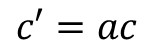 c′ = ac